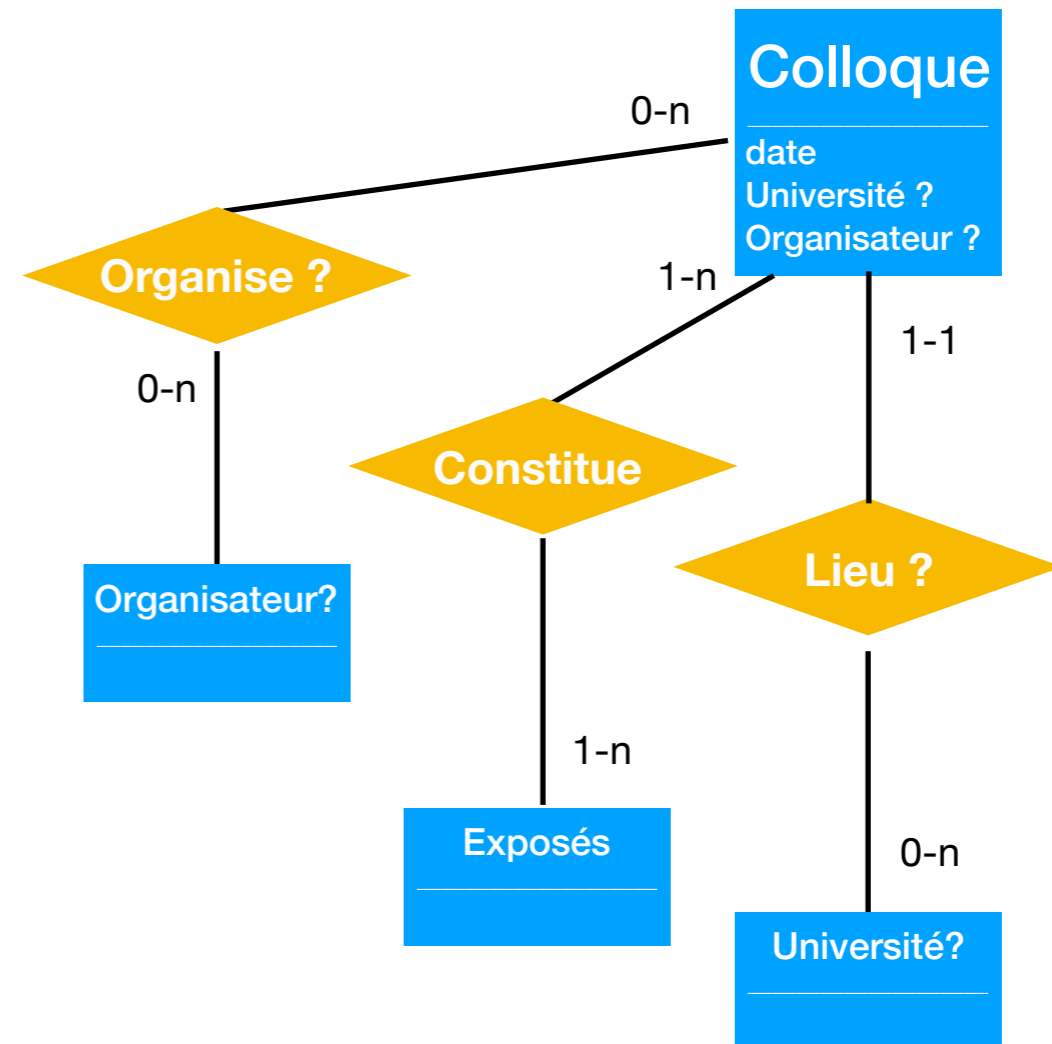 Colloque
date
Université ?
Organisateur ?
0-n
Organise ?
0-n
Organisateur?
1-n
Constitue
1-n
Exposés
1-1
Lieu ?
0-n
Université?